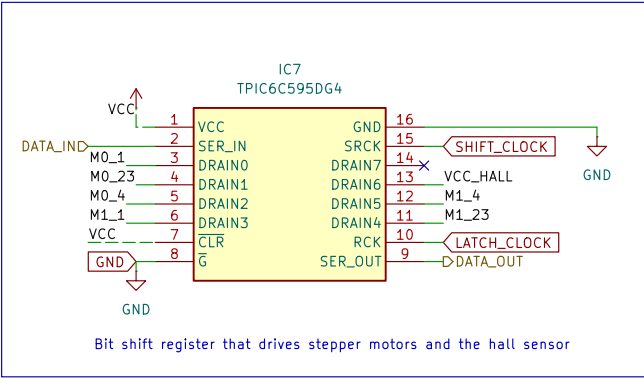 IC7
TPIC6C595DG4
VCC
1 VCC GND 16
DATA_IN 2 SER_IN SRCK 15 SHIFT_CLOCK
M0_1 3 DRAIN0 DRAIN7 14
M0_23 4 DRAIN1 DRAIN6 13 VCC_HALL
M0_4 5 DRAIN2 DRAIN5 12 M1_4
M1_1 6 DRAIN3 DRAIN4 11 M1_23
VCC 7 CLR RCK 10 LATCH_CLOCK
GND 8 G SER_OUT 9 DATA_OUT
GND
GND
Bit shift register that drives stepper motors and the hall sensor